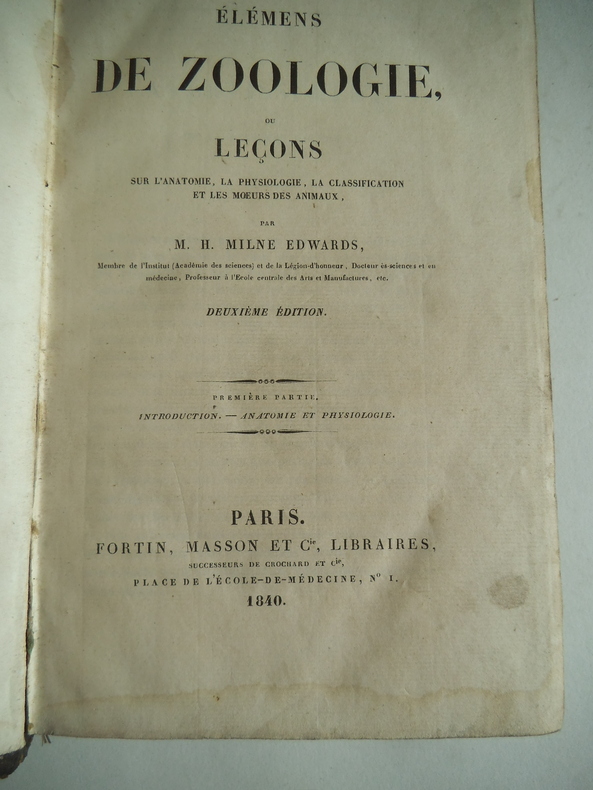 ÉLÉMENS
DE ZOOLOGIE,
OU
LEÇONS
SUR L'ANATOMIE, LA PHYSIOLOGIE, LA CLASSIFICATION
ET LES MŒURS DES ANIMAUX,
PAR
M. H. MILNE EDWARDS,
Membre de l'Institut (Académie des sciences) et de la Légion-d'honneur, Docteur ès-sciences et en
médecine, Professeur à l'Ecole centrale des Arts et Manufactures, etc.
DEUXIÈME ÉDITION.
PREMIÈRE PARTIE.
INTRODUCTION. — ANATOMIE ET PHYSIOLOGIE.
PARIS.
FORTIN, MASSON ET Cie, LIBRAIRES,
SUCCESSEURS DE CROCHARD ET Cie,
PLACE DE L'ÉCOLE-DE-MÉDECINE, No 1.
1840.